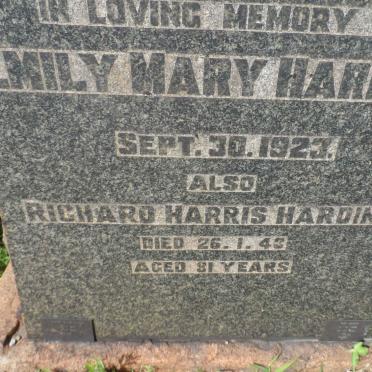 IN LOVING MEMORY
MILY MARY HAR
SEPT. 30. 1923.
ALSO
RICHARD HARRIS HARDIN
DIED 26.1.43
AGED 81 YEARS